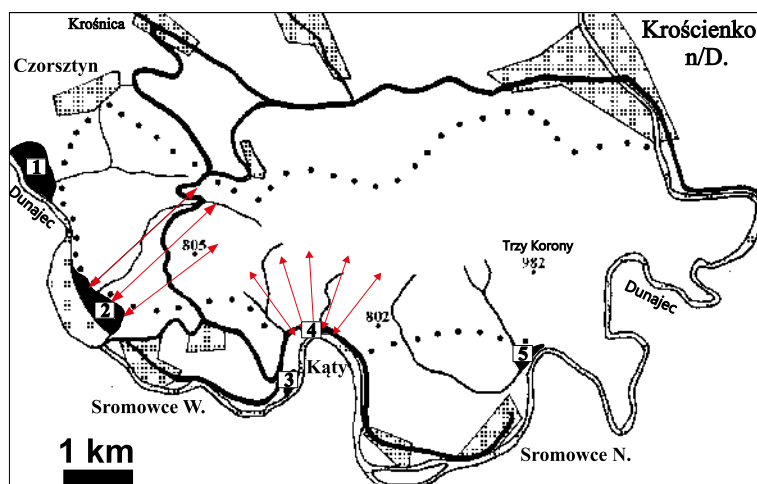 Krośnica
Krościenko
n/D.
Czorsztyn
1
Dunajec
805
Trzy Korony
982
Dunajec
2
802
4
5
Kąty
3
Sromowce W.
Sromowce N.
1 km